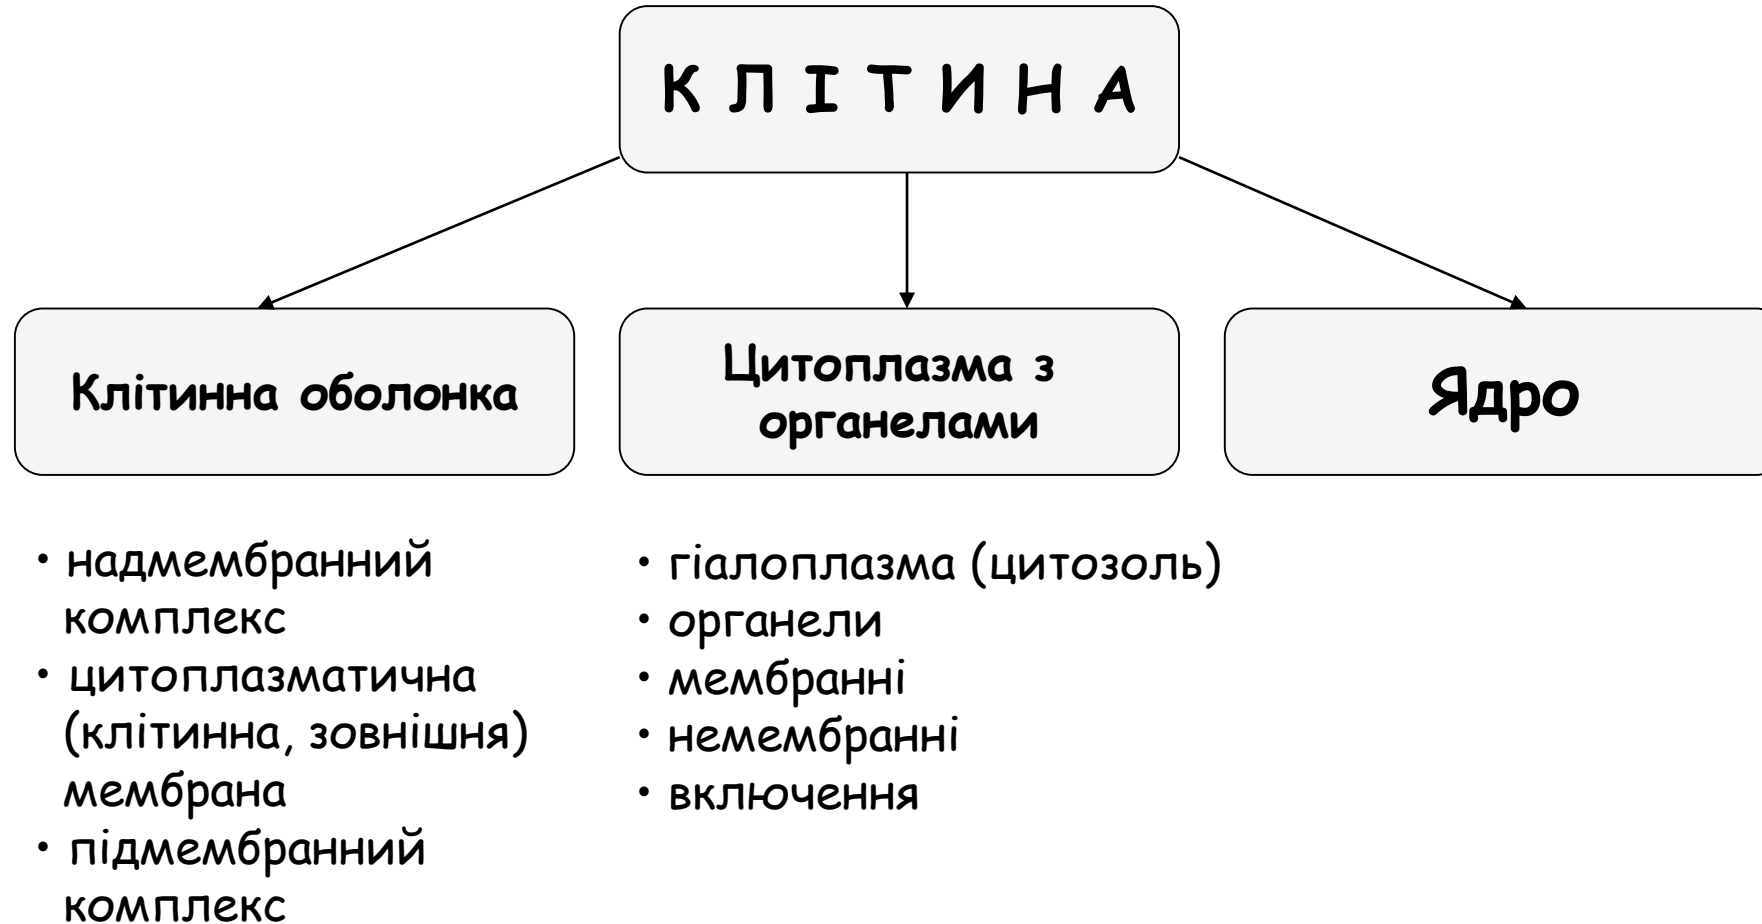 К Л І Т И Н А
Клітинна оболонка
Цитоплазма з
органелами
Ядро
• надмембранний
комплекс
• цитоплазматична
(клітинна, зовнішня)
мембрана
• підмембранний
комплекс
• гіалоплазма (цитозоль)
• органели
• мембранні
• немембранні
• включення